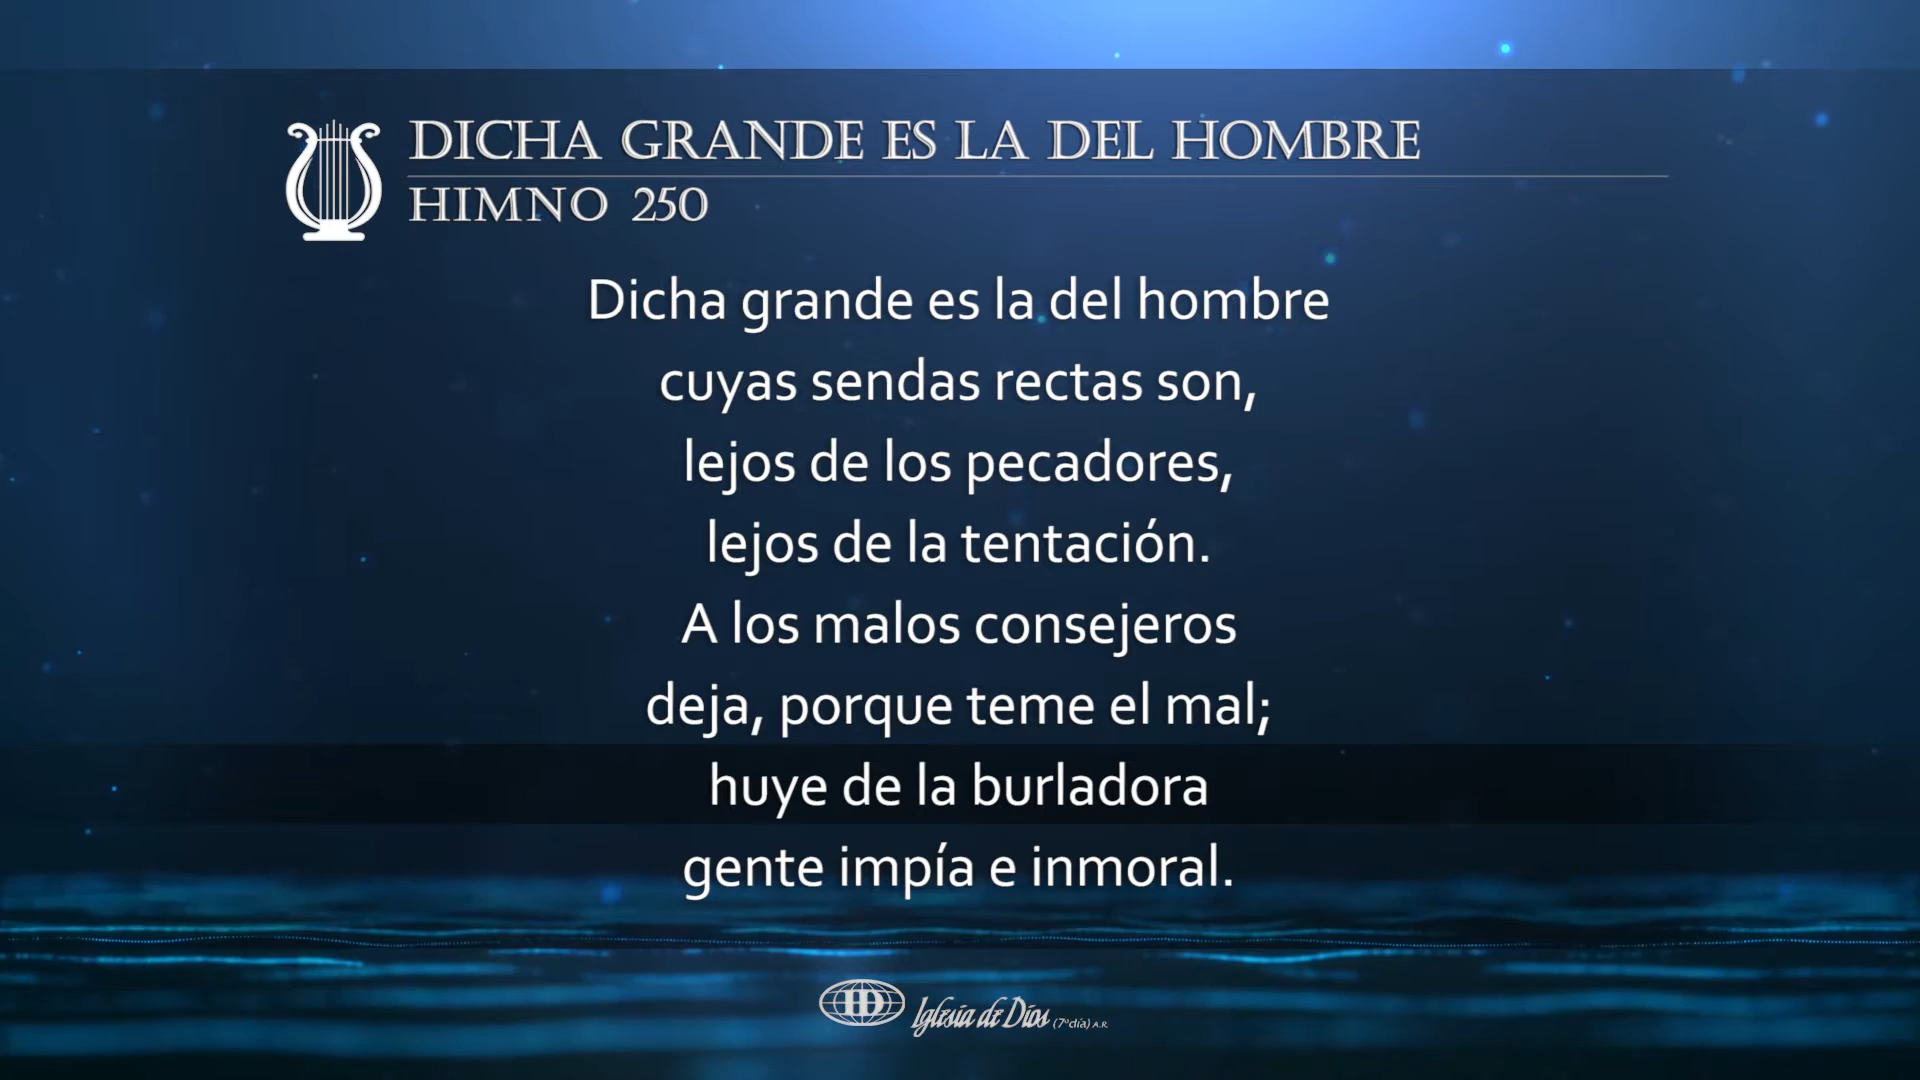 DICHA GRANDE ES LA DEL HOMBRE
HIMNO 250
Dicha grande es la del hombre
cuyas sendas rectas son,
lejos de los pecadores,
lejos de la tentación.
A los malos consejeros
deja, porque teme el mal;
huye de la burladora
gente impía e inmoral.
ID Iglesia de Dios (7º día) A.R.